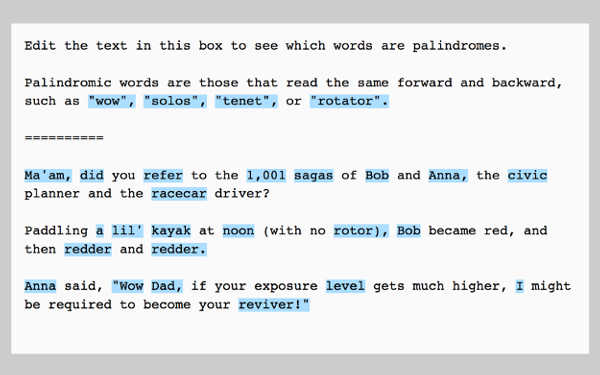 Edit the text in this box to see which words are palindromes.
Palindromic words are those that read the same forward and backward,
such as "wow", "solos", "tenet", or "rotator".
==========
Ma'am, did you refer to the 1,001 sagas of Bob and Anna, the civic
planner and the racecar driver?
Paddling a lil' kayak at noon (with no rotor), Bob became red, and
then redder and redder.
Anna said, "Wow Dad, if your exposure level gets much higher, I might
be required to become your reviver!"